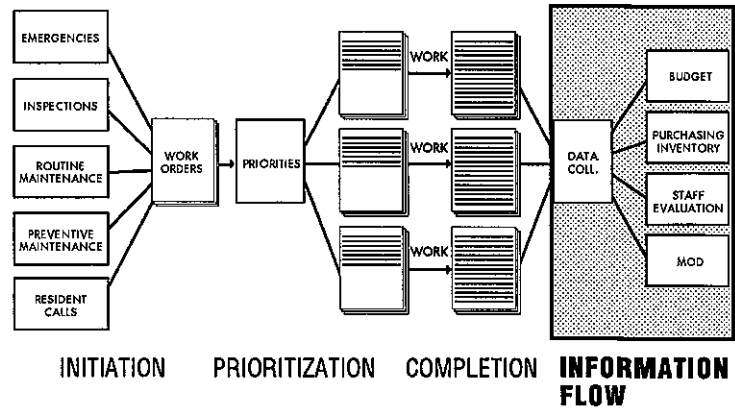 EMERGENCIES
INSPECTIONS
ROUTINE
MAINTENANCE
PREVENTIVE
MAINTENANCE
RESIDENT
CALLS
WORK
ORDERS
PRIORITIES
WORK
WORK
WORK
DATA
COLL.
BUDGET
PURCHASING
INVENTORY
STAFF
EVALUATION
MOD
INITIATION
PRIORITIZATION
COMPLETION
INFORMATION
FLOW